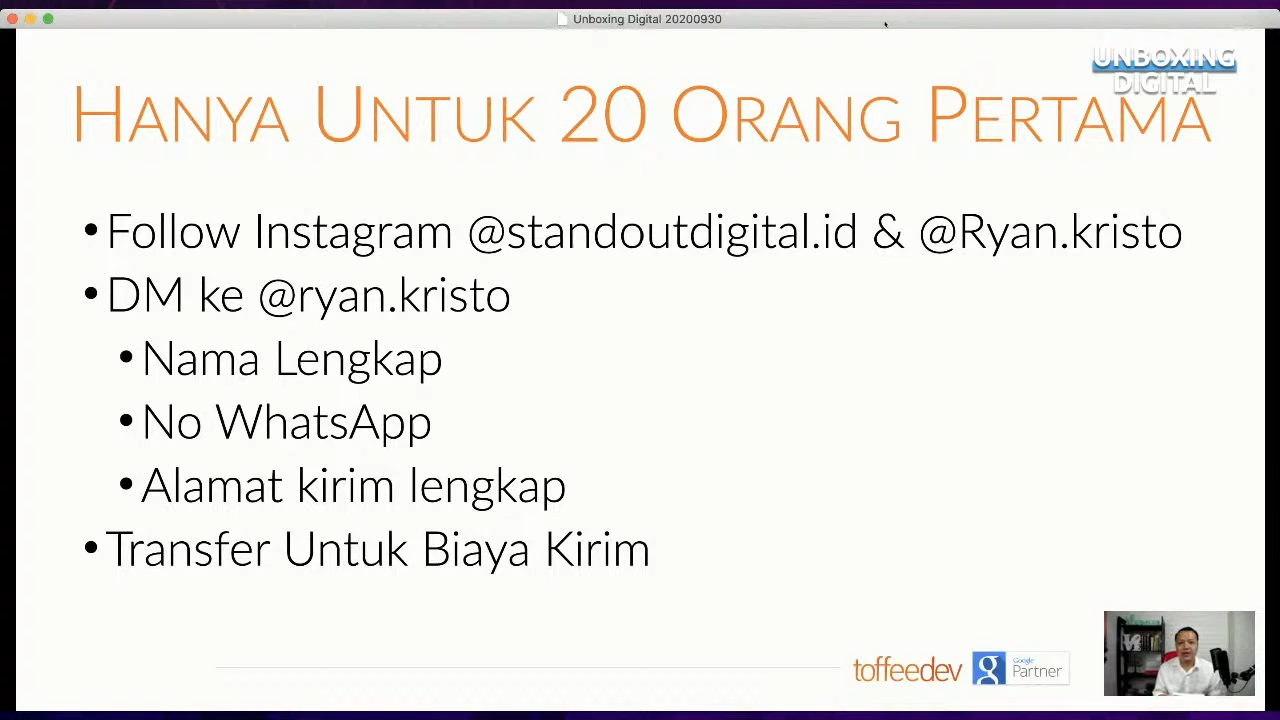 Unboxing Digital 20200930
UNBOXING
DIGITAL
HANYA UNTUK 20 ORANG PERTAMA
•Follow Instagram @standoutdigital.id & @Ryan.kristo
•DM ke @ryan.kristo
•Nama Lengkap
•No WhatsApp
•Alamat kirim lengkap
•Transfer Untuk Biaya Kirim
toffeedev
g
Google
Partner